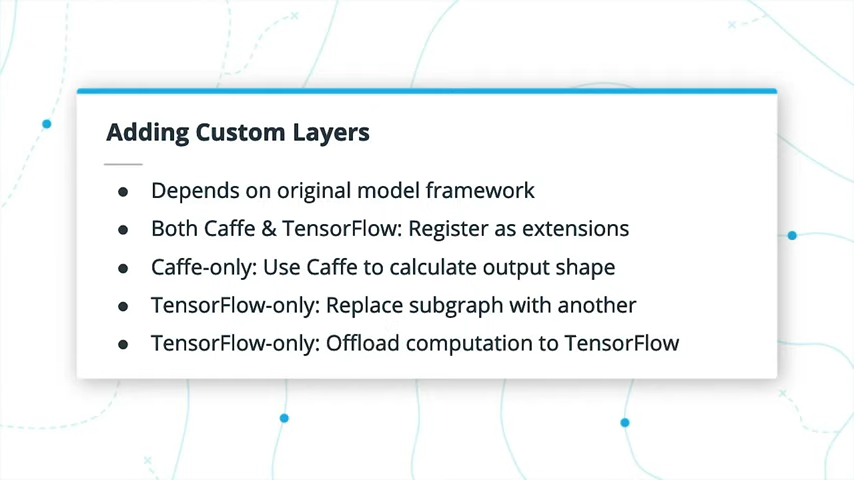 Adding Custom Layers
● Depends on original model framework
● Both Caffe & TensorFlow: Register as extensions
● Caffe-only: Use Caffe to calculate output shape
● TensorFlow-only: Replace subgraph with another
● TensorFlow-only: Offload computation to TensorFlow